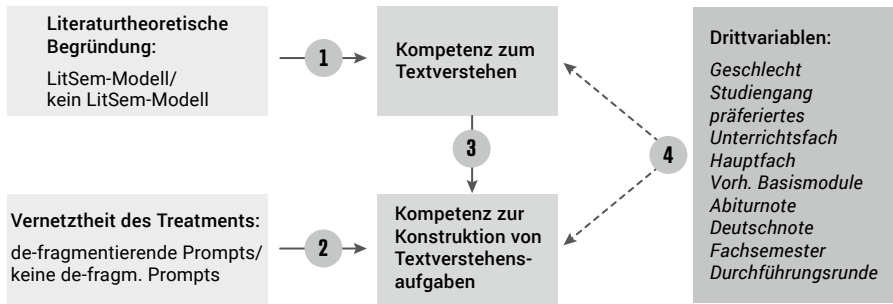 Literaturtheoretische
Begründung:
LitSem-Modell/
kein LitSem-Modell
1
Kompetenz zum
Textverstehen
3
Vernetztheit des Treatments:
de-fragmentierende Prompts/
keine de-fragm. Prompts
2
Kompetenz zur
Konstruktion von
Textverstehens-
aufgaben
4
Drittvariablen:
Geschlecht
Studiengang
präferiertes
Unterrichtsfach
Hauptfach
Vorh. Basismodule
Abiturnote
Deutschnote
Fachsemester
Durchführungsrunde